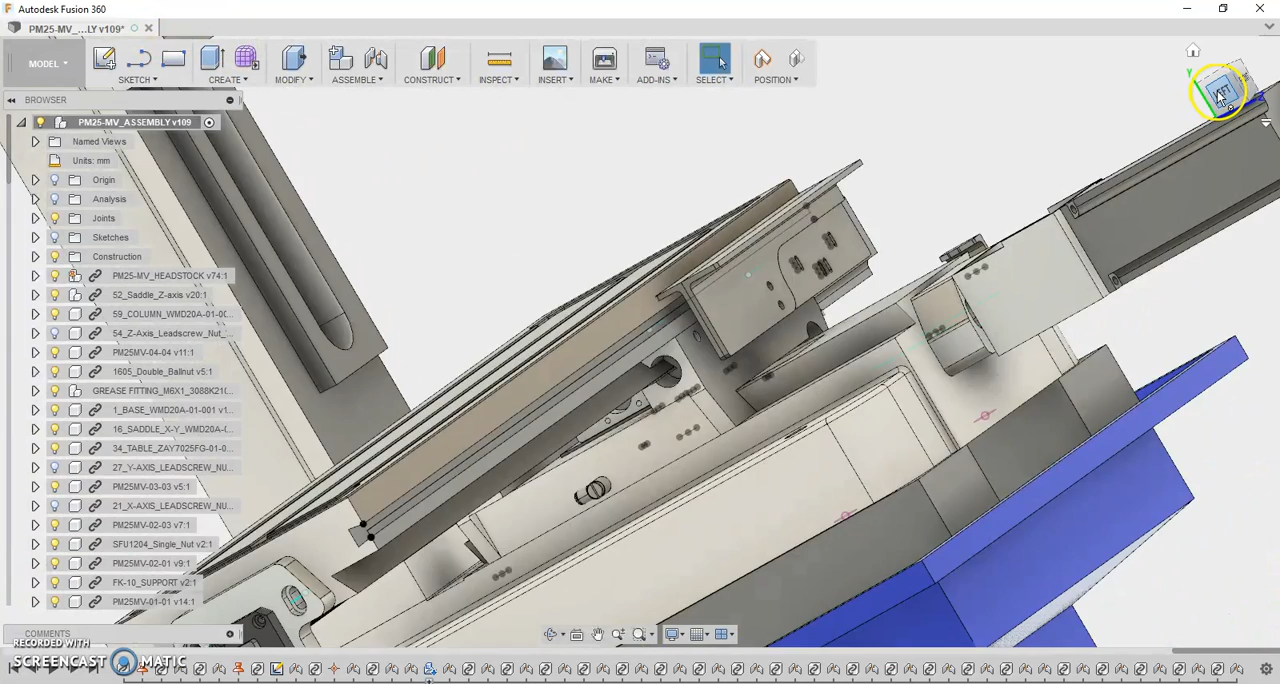 Autodesk Fusion 360
PM25-MV_...LY v109*
MODEL
SKETCH
CREATE
MODIFY
ASSEMBLE
CONSTRUCT
INSPECT
INSERT
MAKE
ADD-INS
SELECT
POSITION
BROWSER
PM25-MV_ASSEMBLY v109
Named Views
Units: mm
Origin
Analysis
Joints
Sketches
Construction
PM25-MV_HEADSTOCK v74:1
52_Saddle_Z-axis v20:1
59_COLUMN_WMD20A-01-00...
54_Z-Axis_Leadscrew_Nut_...
PM25MV-04-04 v11:1
1605_Double_Ballnut v5:1
GREASE FITTING_M6X1_3088K21(...
1_BASE_WMD20A-01-001 v1...
16_SADDLE_X-Y_WMD20A-(...
34_TABLE_ZAY7025FG-01-0...
27_Y-AXIS_LEADSCREW_NU...
PM25MV-03-03 v5:1
21_X-AXIS_LEADSCREW_NU...
PM25MV-02-03 v7:1
SFU1204_Single_Nut v2:1
PM25MV-02-01 v9:1
FK-10_SUPPORT v2:1
PM25MV-01-01 v14:1
COMMENTS
RECORDED WITH
SCREENCAST MATIC
LEFT
Y
Z